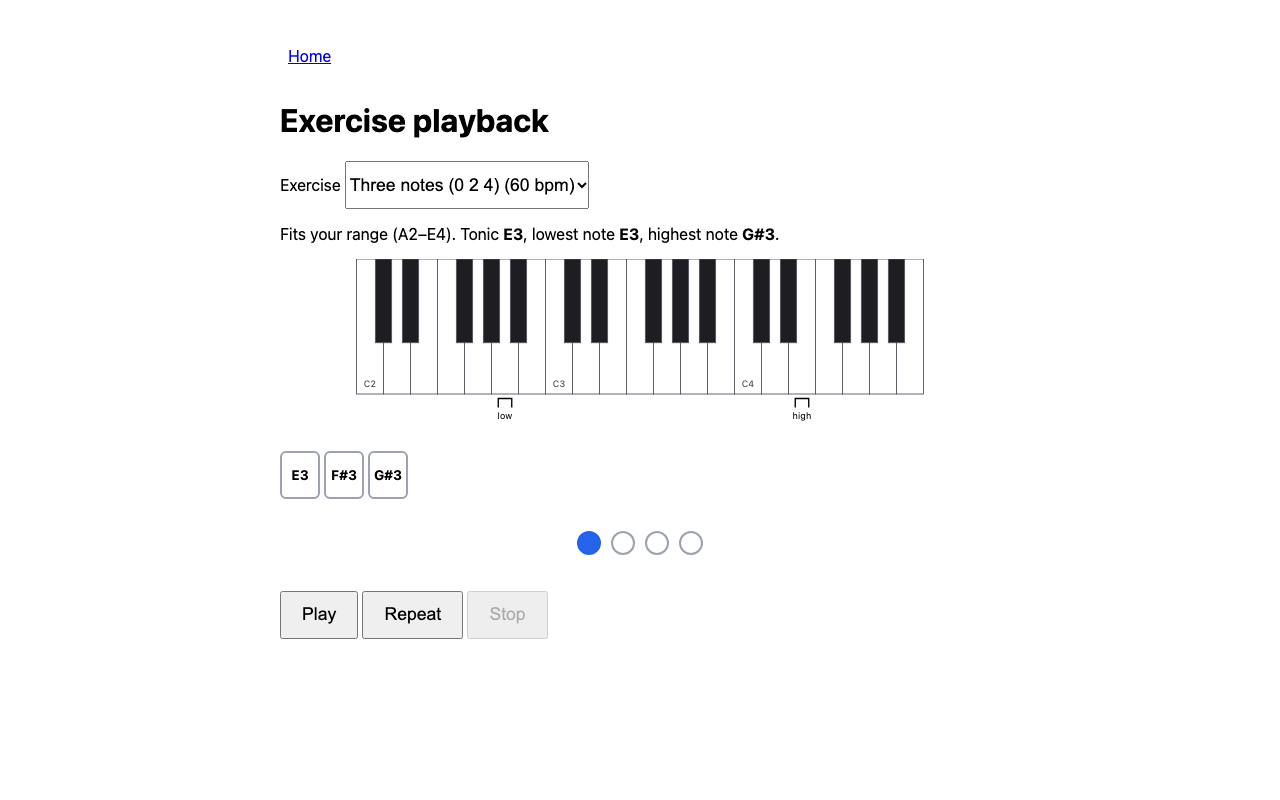 Home
Exercise playback
Exercise Three notes (0 2 4) (60 bpm)
Fits your range (A2–E4). Tonic E3, lowest note E3, highest note G#3.
C2 C3 C4
low high
E3 F#3 G#3
Play Repeat Stop